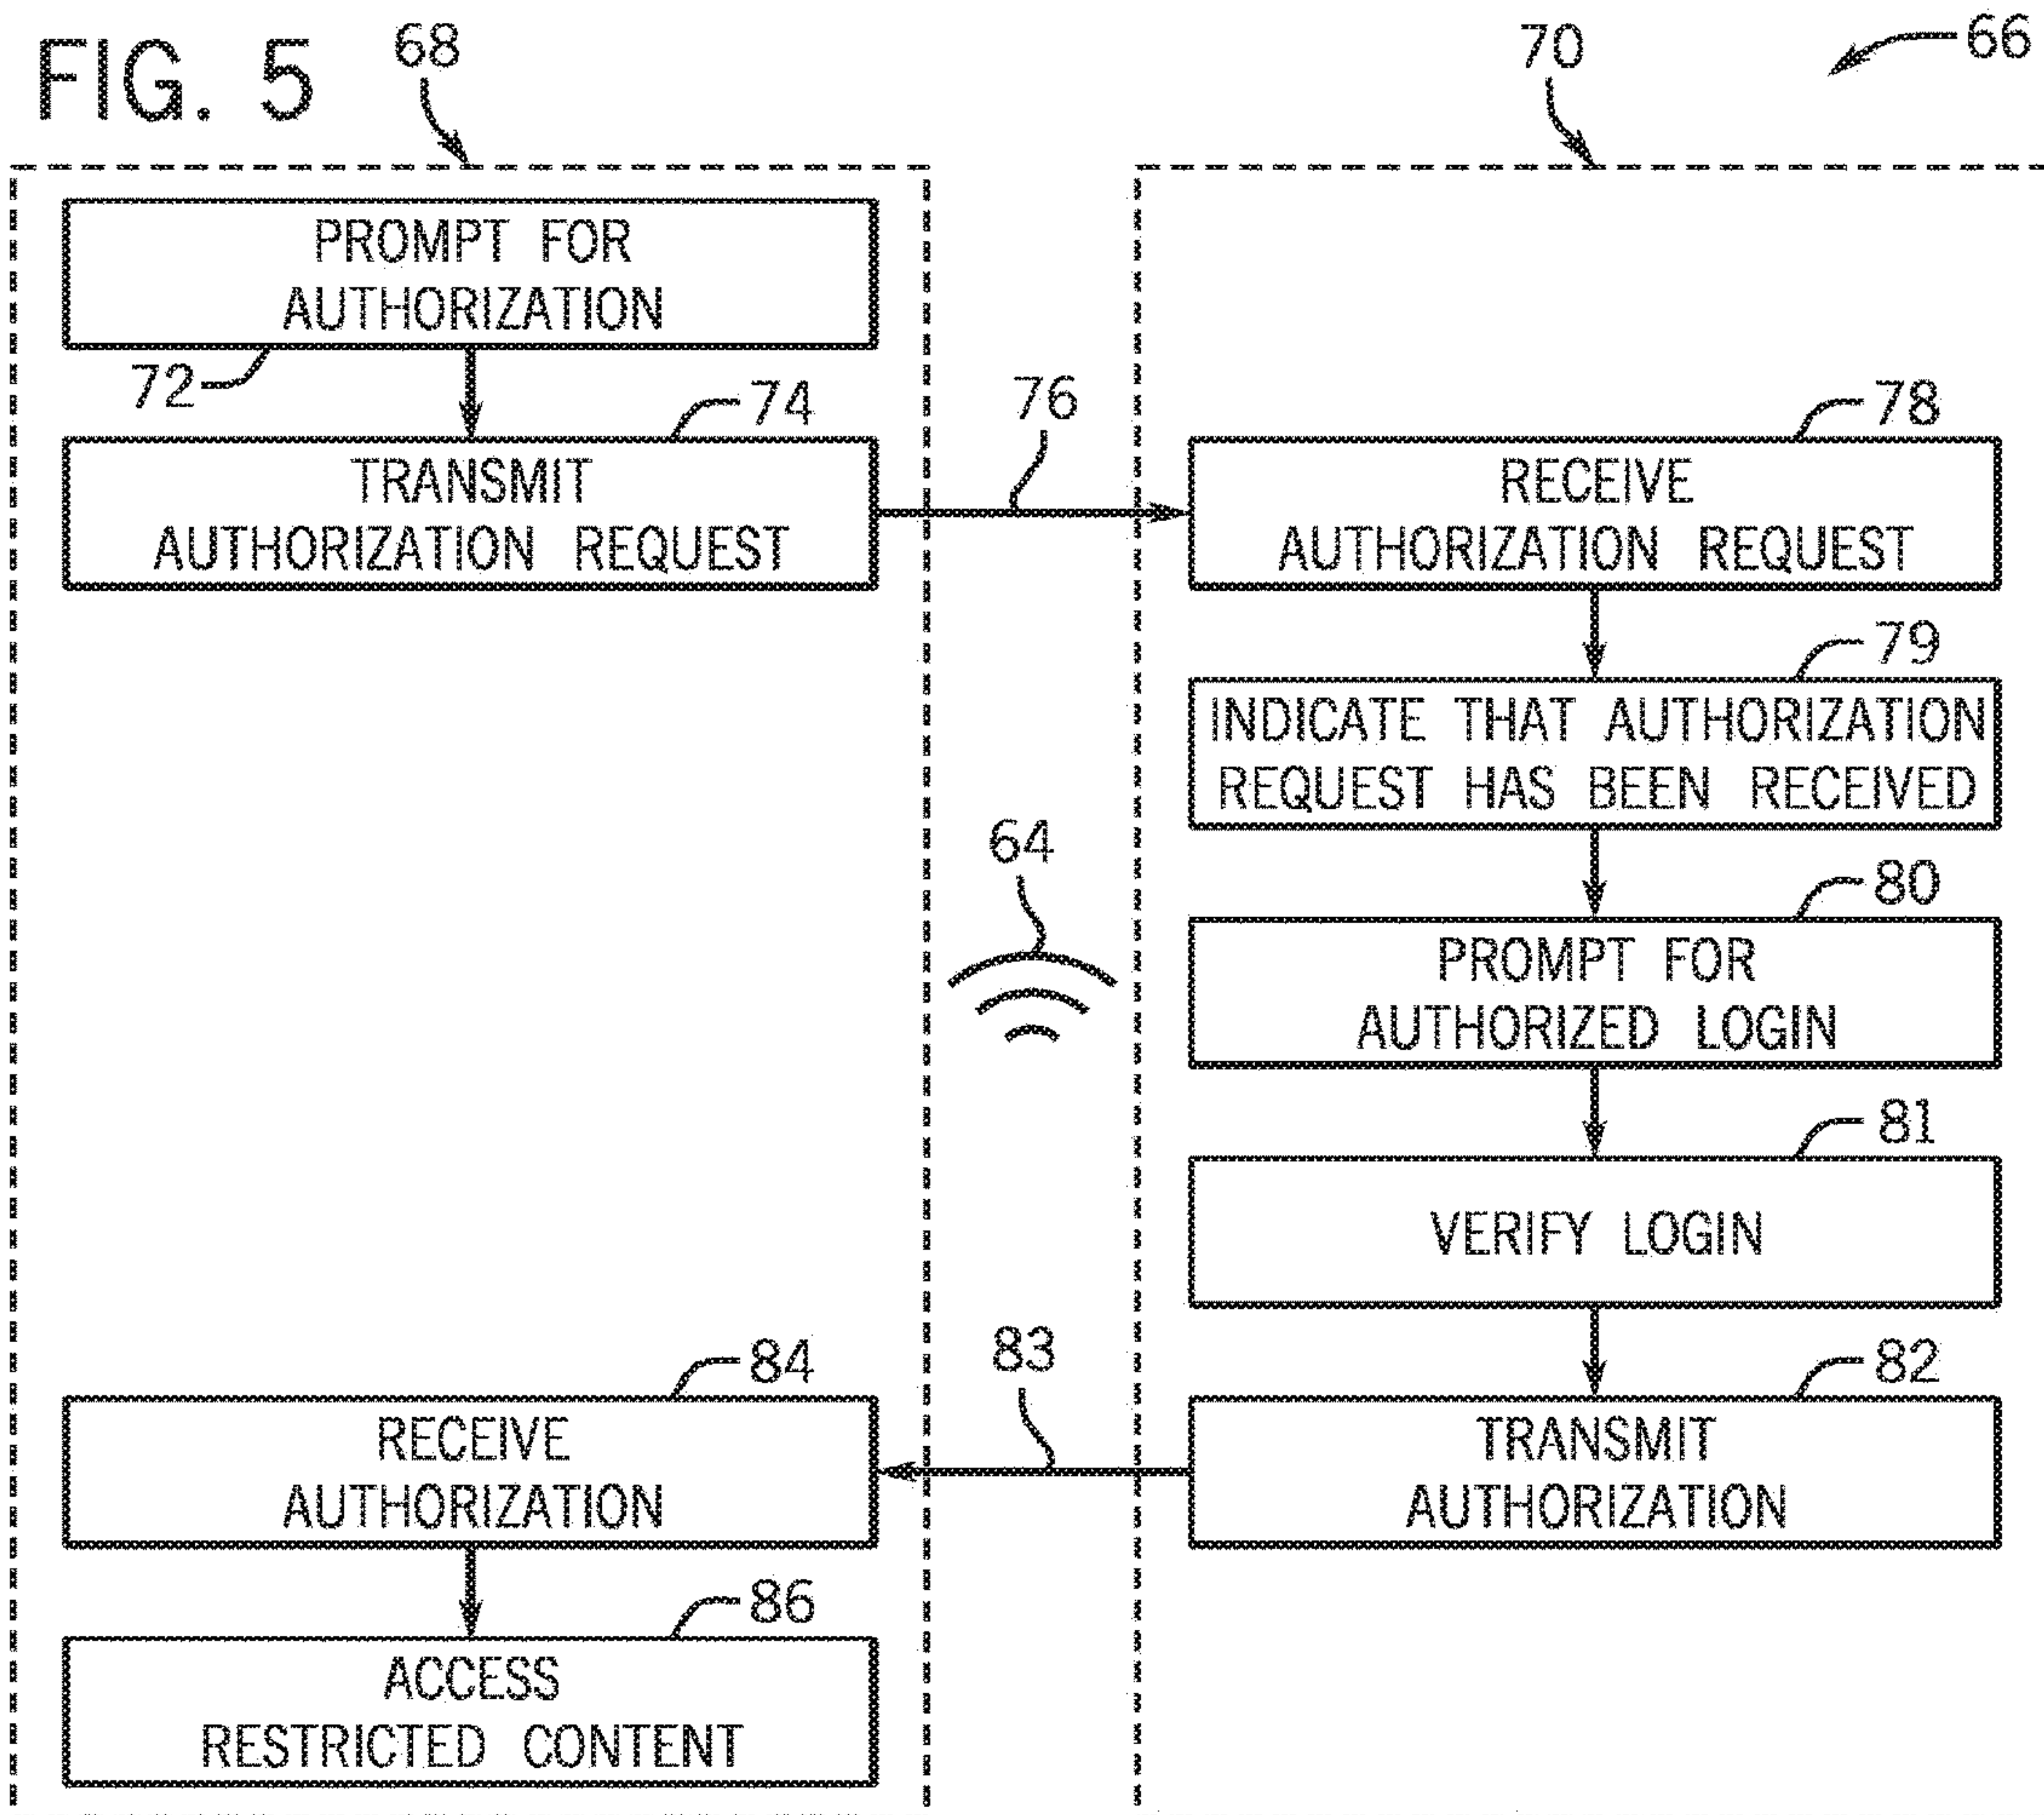 FIG. 5
68
70
66
PROMPT FOR
AUTHORIZATION
72
74
TRANSMIT
AUTHORIZATION REQUEST
76
78
RECEIVE
AUTHORIZATION REQUEST
79
INDICATE THAT AUTHORIZATION
REQUEST HAS BEEN RECEIVED
64
80
PROMPT FOR
AUTHORIZED LOGIN
81
VERIFY LOGIN
82
TRANSMIT
AUTHORIZATION
83
84
RECEIVE
AUTHORIZATION
86
ACCESS
RESTRICTED CONTENT